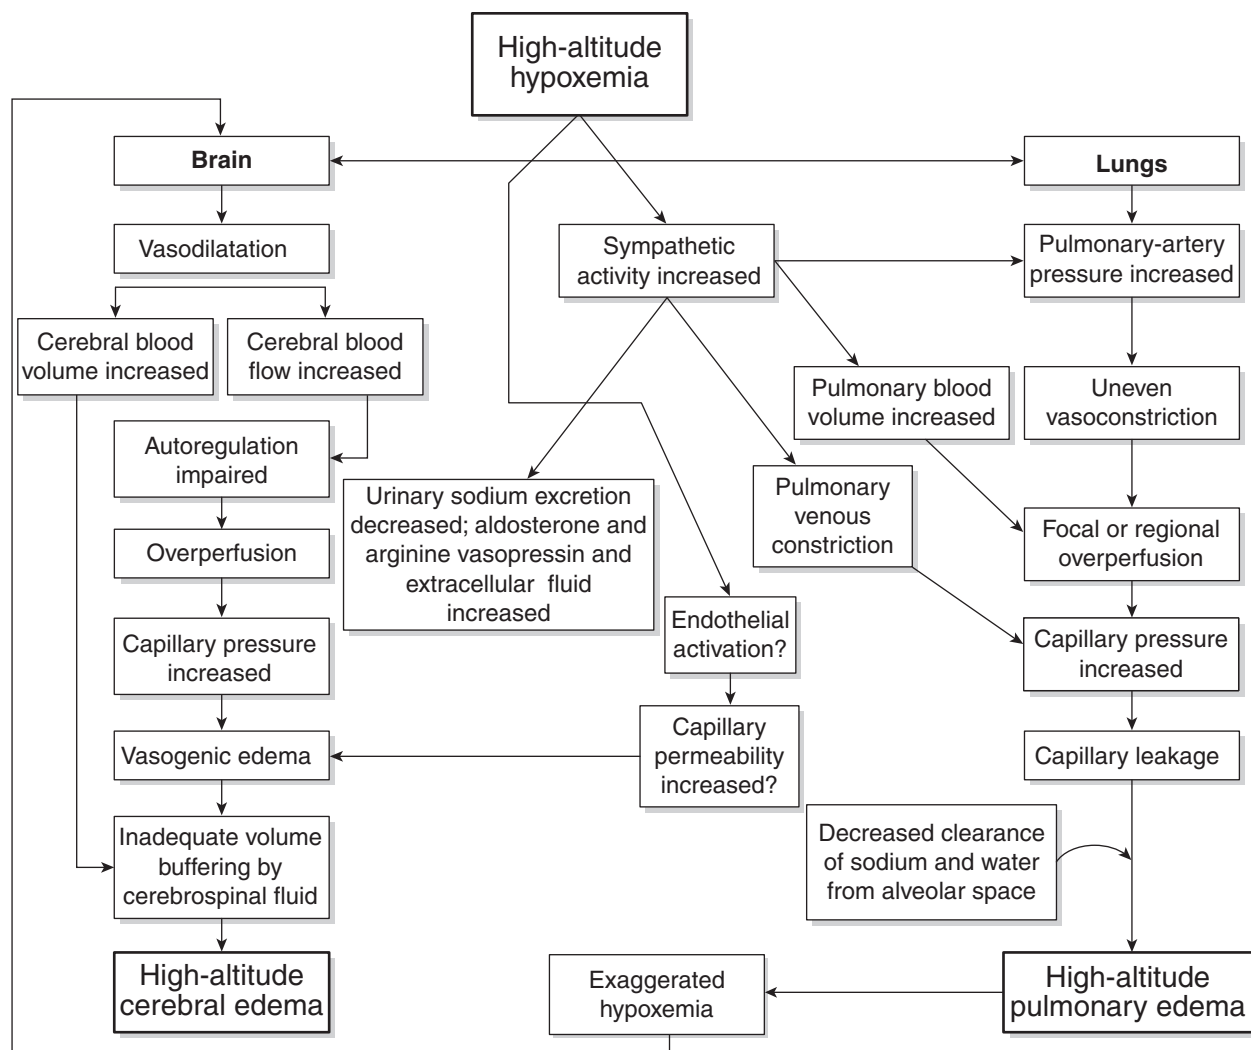 High-altitude
hypoxemia
Brain
Lungs
Vasodilatation
Sympathetic
activity increased
Pulmonary-artery
pressure increased
Cerebral blood
volume increased
Cerebral blood
flow increased
Pulmonary blood
volume increased
Uneven
vasoconstriction
Autoregulation
impaired
Urinary sodium excretion
decreased; aldosterone and
arginine vasopressin and
extracellular fluid
increased
Pulmonary
venous
constriction
Focal or regional
overperfusion
Overperfusion
Endothelial
activation?
Capillary pressure
increased
Capillary pressure
increased
Vasogenic edema
Capillary
permeability
increased?
Capillary leakage
Inadequate volume
buffering by
cerebrospinal fluid
Decreased clearance
of sodium and water
from alveolar space
High-altitude
cerebral edema
Exaggerated
hypoxemia
High-altitude
pulmonary edema